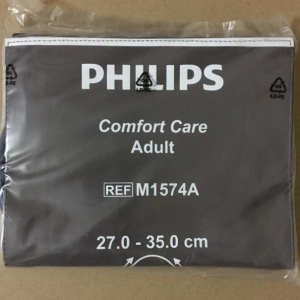 PHILIPS
Comfort Care
Adult
REF M1574A
27.0 - 35.0 cm